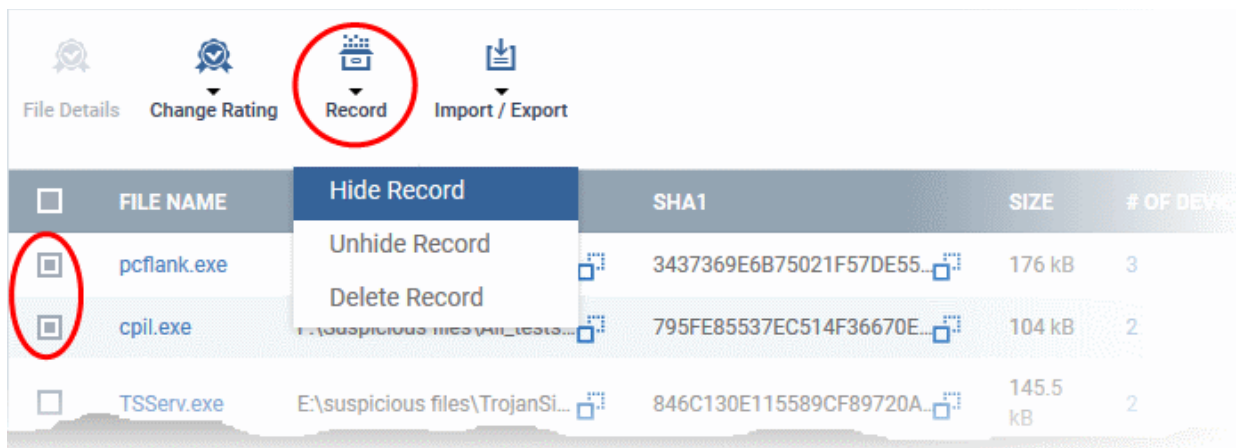 File Details
Change Rating
Record
Import / Export
FILE NAME
SHA1
SIZE
# OF DEVIC
Hide Record
Unhide Record
Delete Record
pcflank.exe
3437369E6B75021F57DE55...
176 kB
3
cpil.exe
795FE85537EC514F36670E...
104 kB
2
TSServ.exe
E:\suspicious files\TrojanSi...
846C130E115589CF89720A...
145.5
kB
2